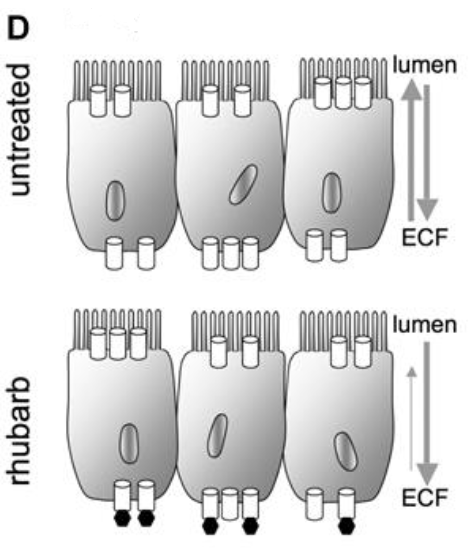 D
untreated
lumen
ECF
rhubarb
lumen
ECF